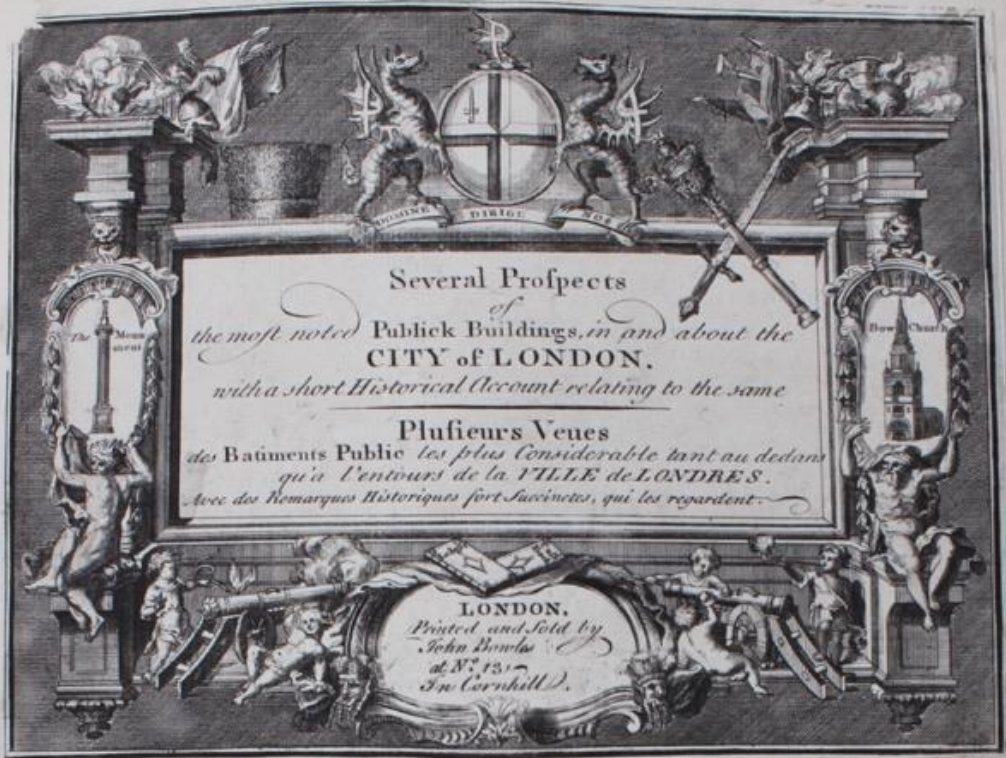 DOMINE DIRIGE NOS
Several Prospects
of
the most noted Publick Buildings, in and about the
CITY of LONDON.
with a short Historical Account relating to the same
Plusieurs Veues
des Batiments Public les plus Considerable tant au dedans
qu'a l'entours de la VILLE de LONDRES.
Avec des Remarques Historiques fort Succinctes, qui les regardent.
The Monu
ment
Bow Church
LONDON,
Printed and Sold by
John Bowles
at No. 13
In Cornhill.